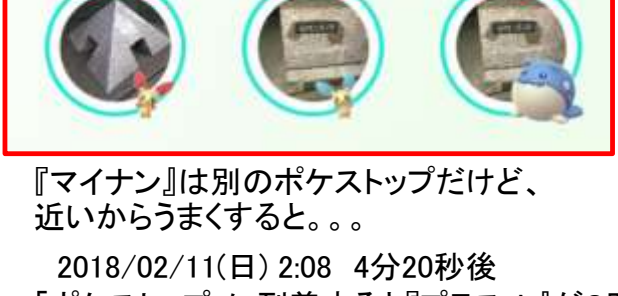 『マイナン』は別のポケストップだけど、
近いからうまくすると。。。
2018/02/11(日) 2:08 4分20秒後